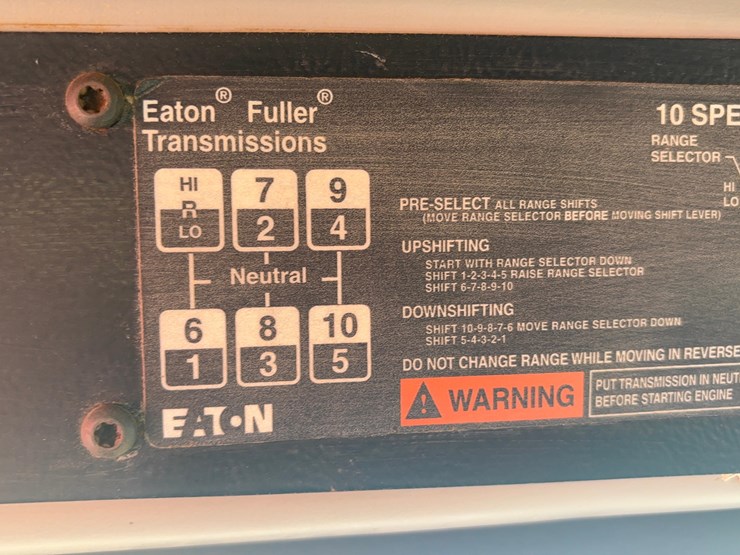 Eaton® Fuller®
Transmissions
HI
R
LO
7
2
9
4
Neutral
6
1
8
3
10
5
EATON
10 SPE
RANGE
SELECTOR
HI
LO
PRE-SELECT ALL RANGE SHIFTS
(MOVE RANGE SELECTOR BEFORE MOVING SHIFT LEVER)
UPSHIFTING
START WITH RANGE SELECTOR DOWN
SHIFT 1-2-3-4-5 RAISE RANGE SELECTOR
SHIFT 6-7-8-9-10
DOWNSHIFTING
SHIFT 10-9-8-7-6 MOVE RANGE SELECTOR DOWN
SHIFT 5-4-3-2-1
DO NOT CHANGE RANGE WHILE MOVING IN REVERSE
WARNING
PUT TRANSMISSION IN NEUT
BEFORE STARTING ENGINE